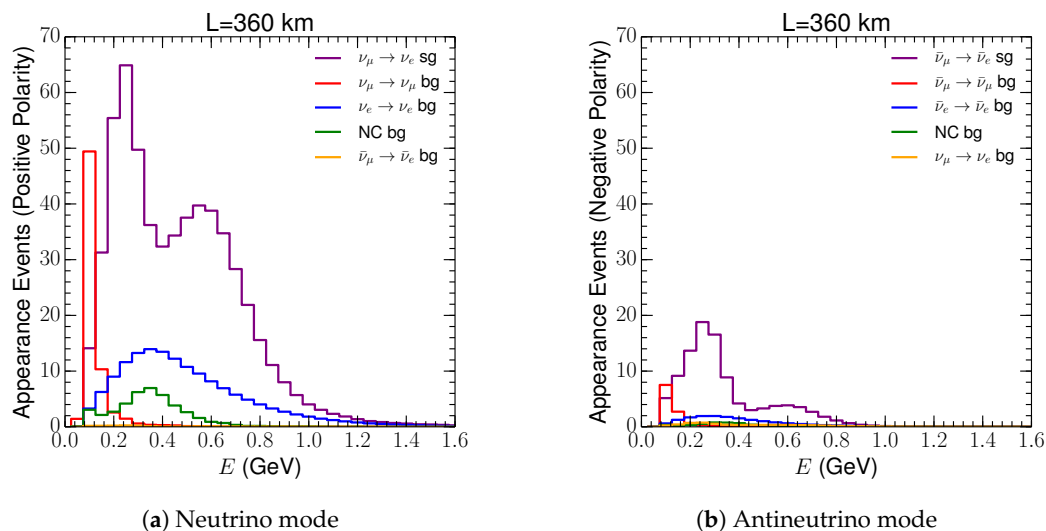 L=360 km
Appearance Events (Positive Polarity)
70
60
50
40
30
20
10
0
0.0 0.2 0.4 0.6 0.8 1.0 1.2 1.4 1.6
E (GeV)
νμ → νe sg
νμ → νμ bg
νe → νe bg
NC bg
ν̄μ → ν̄e bg
(a) Neutrino mode
L=360 km
Appearance Events (Negative Polarity)
70
60
50
40
30
20
10
0
0.0 0.2 0.4 0.6 0.8 1.0 1.2 1.4 1.6
E (GeV)
ν̄μ → ν̄e sg
ν̄μ → ν̄μ bg
ν̄e → ν̄e bg
NC bg
νμ → νe bg
(b) Antineutrino mode